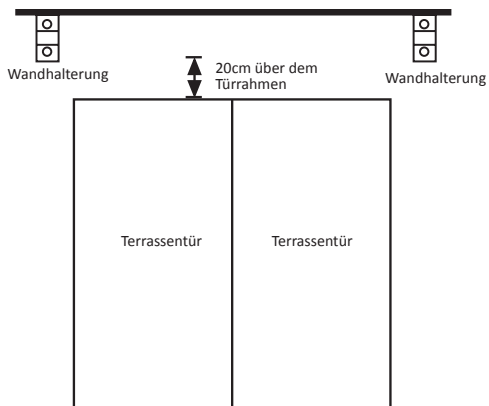 Wandhalterung
20cm über dem
Türrahmen
Wandhalterung
Terrassentür
Terrassentür